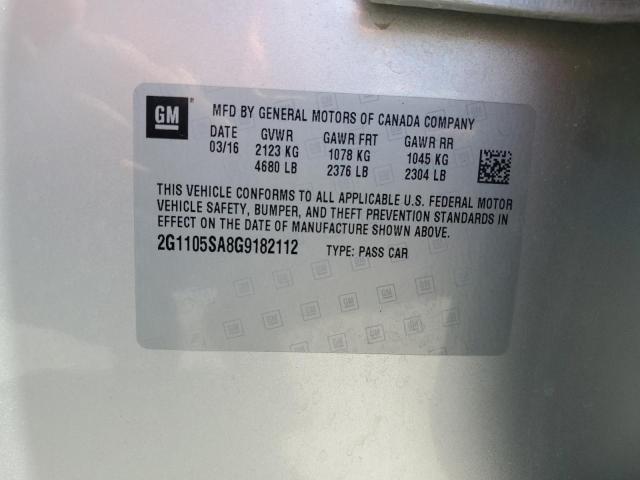 GM ® MFD BY GENERAL MOTORS OF CANADA COMPANY
DATE GVWR GAWR FRT GAWR RR
03/16 2123 KG 1078 KG 1045 KG
4680 LB 2376 LB 2304 LB
THIS VEHICLE CONFORMS TO ALL APPLICABLE U.S. FEDERAL MOTOR
VEHICLE SAFETY, BUMPER, AND THEFT PREVENTION STANDARDS IN
EFFECT ON THE DATE OF MANUFACTURE SHOWN ABOVE.
2G1105SA8G9182112 TYPE: PASS CAR